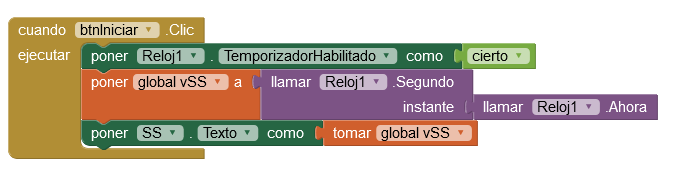 cuando btnIniciar .Clic
ejecutar poner Reloj1 . TemporizadorHabilitado como cierto
poner global vSS a llamar Reloj1 .Segundo
instante llamar Reloj1 .Ahora
poner SS . Texto como tomar global vSS